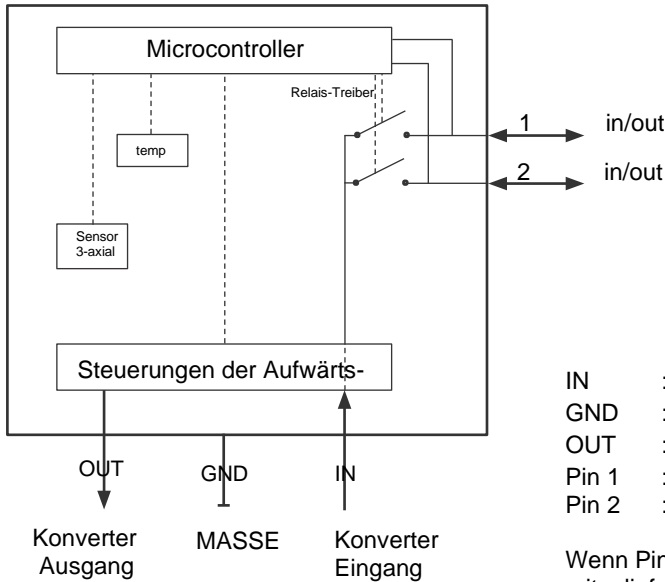 Microcontroller
Relais-Treiber
temp
1 in/out
2 in/out
Sensor
3-axial
Steuerungen der Aufwärts-
IN :
GND :
OUT :
Pin 1 :
Pin 2 :
OUT GND IN
Konverter
Ausgang
MASSE
Konverter
Eingang
Wenn Pin